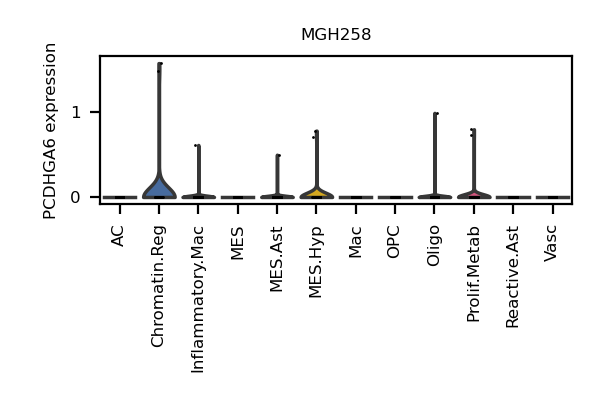 MGH258
PCDHGA6 expression
1
0
AC
Chromatin.Reg
Inflammatory.Mac
MES
MES.Ast
MES.Hyp
Mac
OPC
Oligo
Prolif.Metab
Reactive.Ast
Vasc